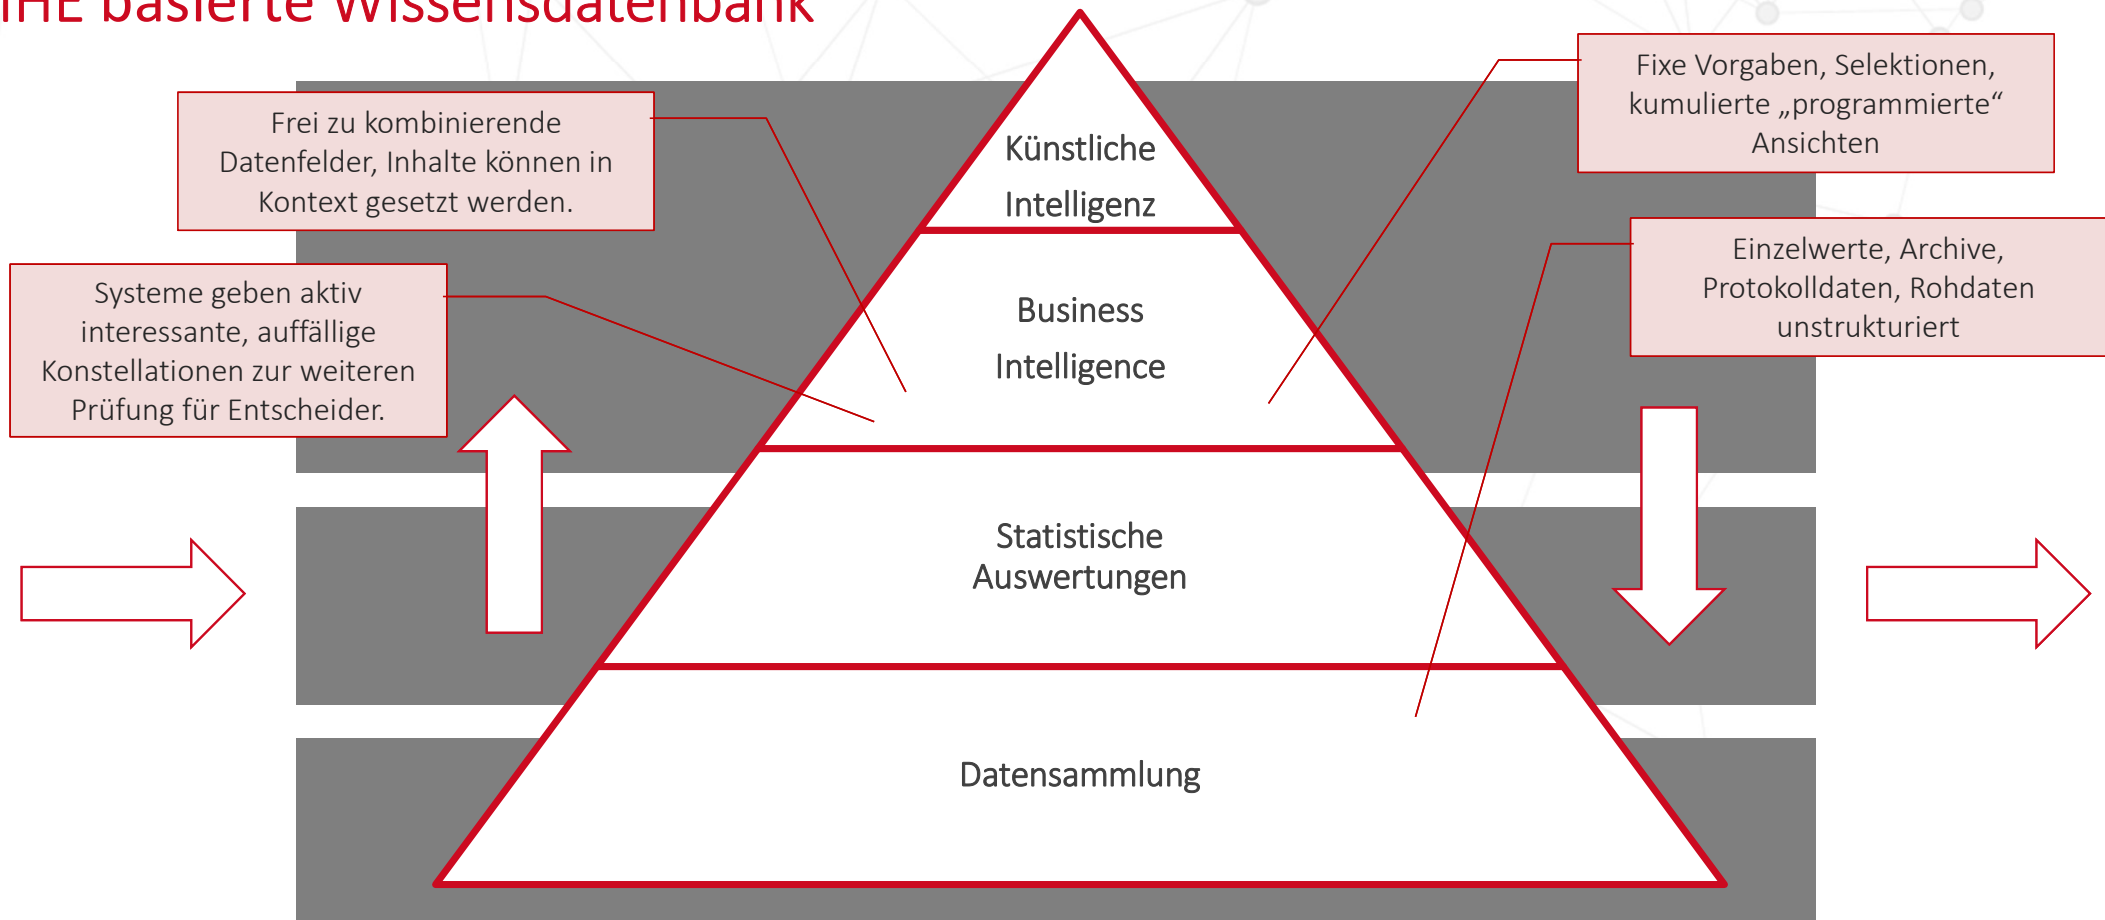 IHE basierte Wissensdatenbank
Frei zu kombinierende
Datenfelder, Inhalte können in
Kontext gesetzt werden.
Systeme geben aktiv
interessante, auffällige
Konstellationen zur weiteren
Prüfung für Entscheider.
Künstliche
Intelligenz
Business
Intelligence
Statistische
Auswertungen
Datensammlung
Fixe Vorgaben, Selektionen,
kumulierte „programmierte“
Ansichten
Einzelwerte, Archive,
Protokolldaten, Rohdaten
unstrukturiert